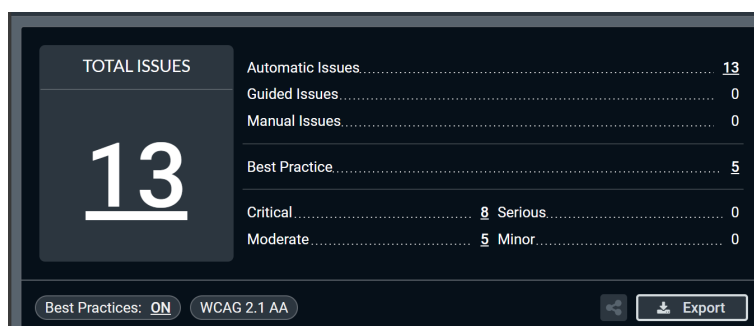 TOTAL ISSUES
13
Automatic Issues 13
Guided Issues 0
Manual Issues 0
Best Practice 5
Critical 8 Serious 0
Moderate 5 Minor 0
Best Practices: ON WCAG 2.1 AA Export